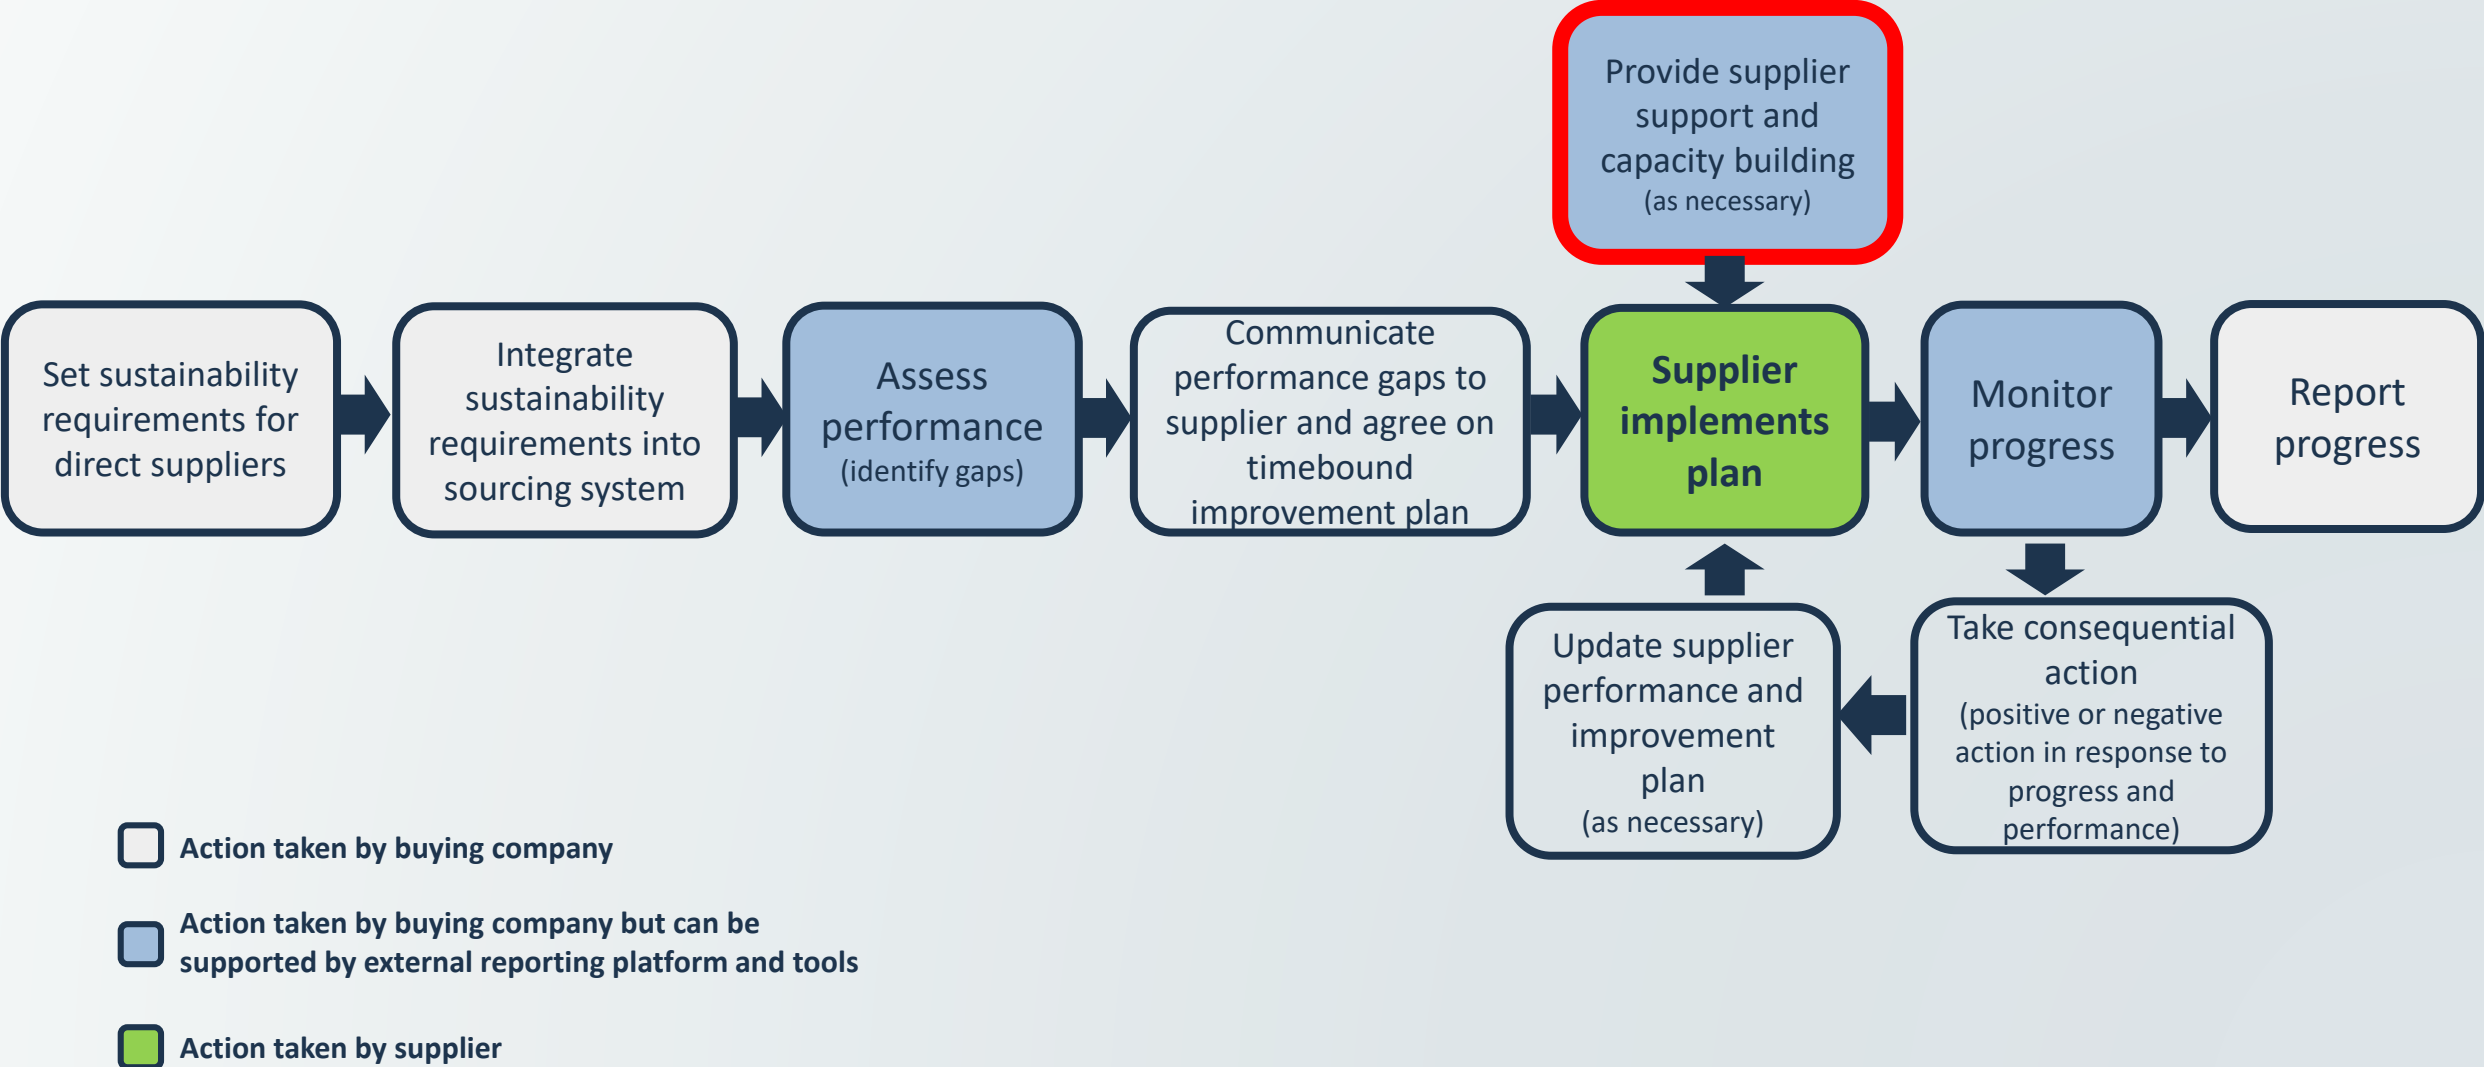 Provide supplier
support and
capacity building
(as necessary)
Set sustainability
requirements for
direct suppliers
Integrate
sustainability
requirements into
sourcing system
Assess
performance
(identify gaps)
Communicate
performance gaps to
supplier and agree on
timebound
improvement plan
Supplier
implements
plan
Monitor
progress
Report
progress
Update supplier
performance and
improvement
plan
(as necessary)
Take consequential
action
(positive or negative
action in response to
progress and
performance)
Action taken by buying company
Action taken by buying company but can be
supported by external reporting platform and tools
Action taken by supplier